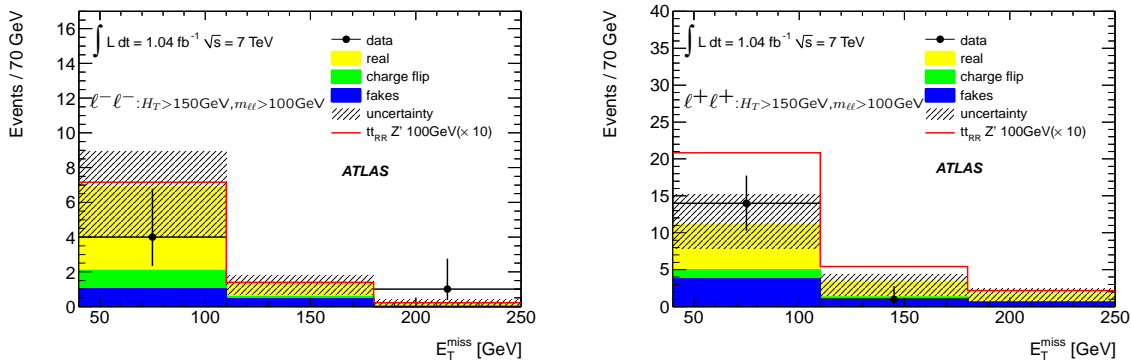 Events / 70 GeV
16
14
12
10
8
6
4
2
0
50 100 150 200 250
E_T^miss [GeV]
∫ L dt = 1.04 fb⁻¹ √s = 7 TeV
ℓ⁻ℓ⁻: H_T>150GeV, m_ℓℓ>100GeV
data
real
charge flip
fakes
uncertainty
tt_RR Z' 100GeV(× 10)
ATLAS
Events / 70 GeV
40
35
30
25
20
15
10
5
0
50 100 150 200 250
E_T^miss [GeV]
∫ L dt = 1.04 fb⁻¹ √s = 7 TeV
ℓ⁺ℓ⁺: H_T>150GeV, m_ℓℓ>100GeV
data
real
charge flip
fakes
uncertainty
tt_RR Z' 100GeV(× 10)
ATLAS